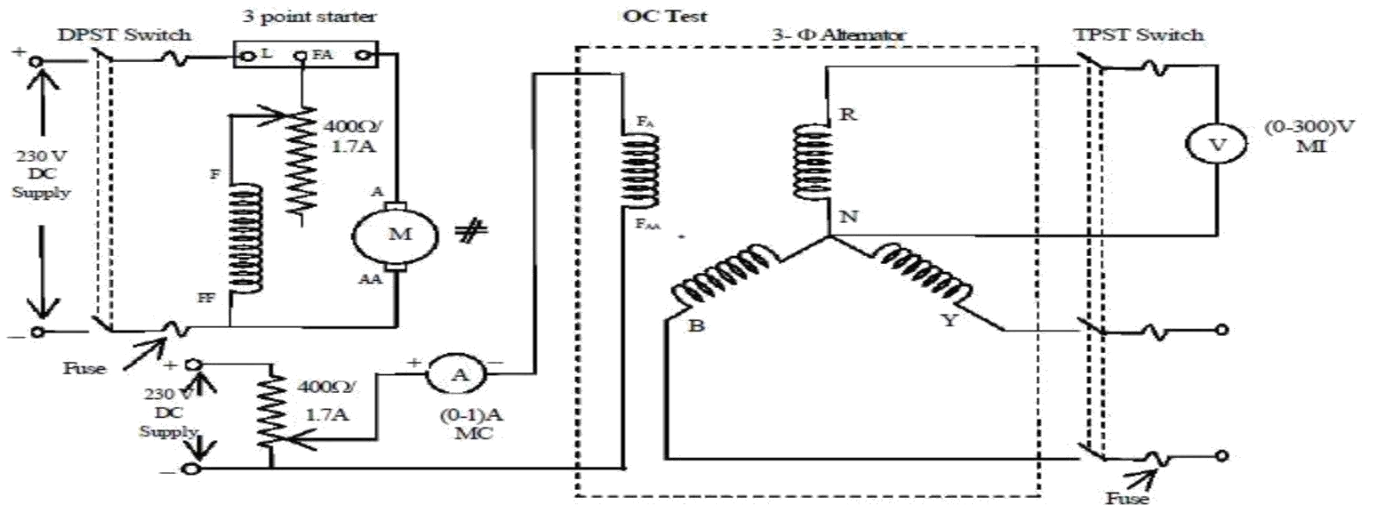 OC Test
3 point starter
DPST Switch
3- Φ Alternator
TPST Switch
+
L
FA
400Ω/
1.7A
230 V
DC
Supply
F
FF
A
M
AA
–
Fuse
+
230 V
DC
Supply
–
400Ω/
1.7A
+
A
–
(0-1)A
MC
FA
FAA
R
N
B
Y
V
(0-300)V
MI
Fuse